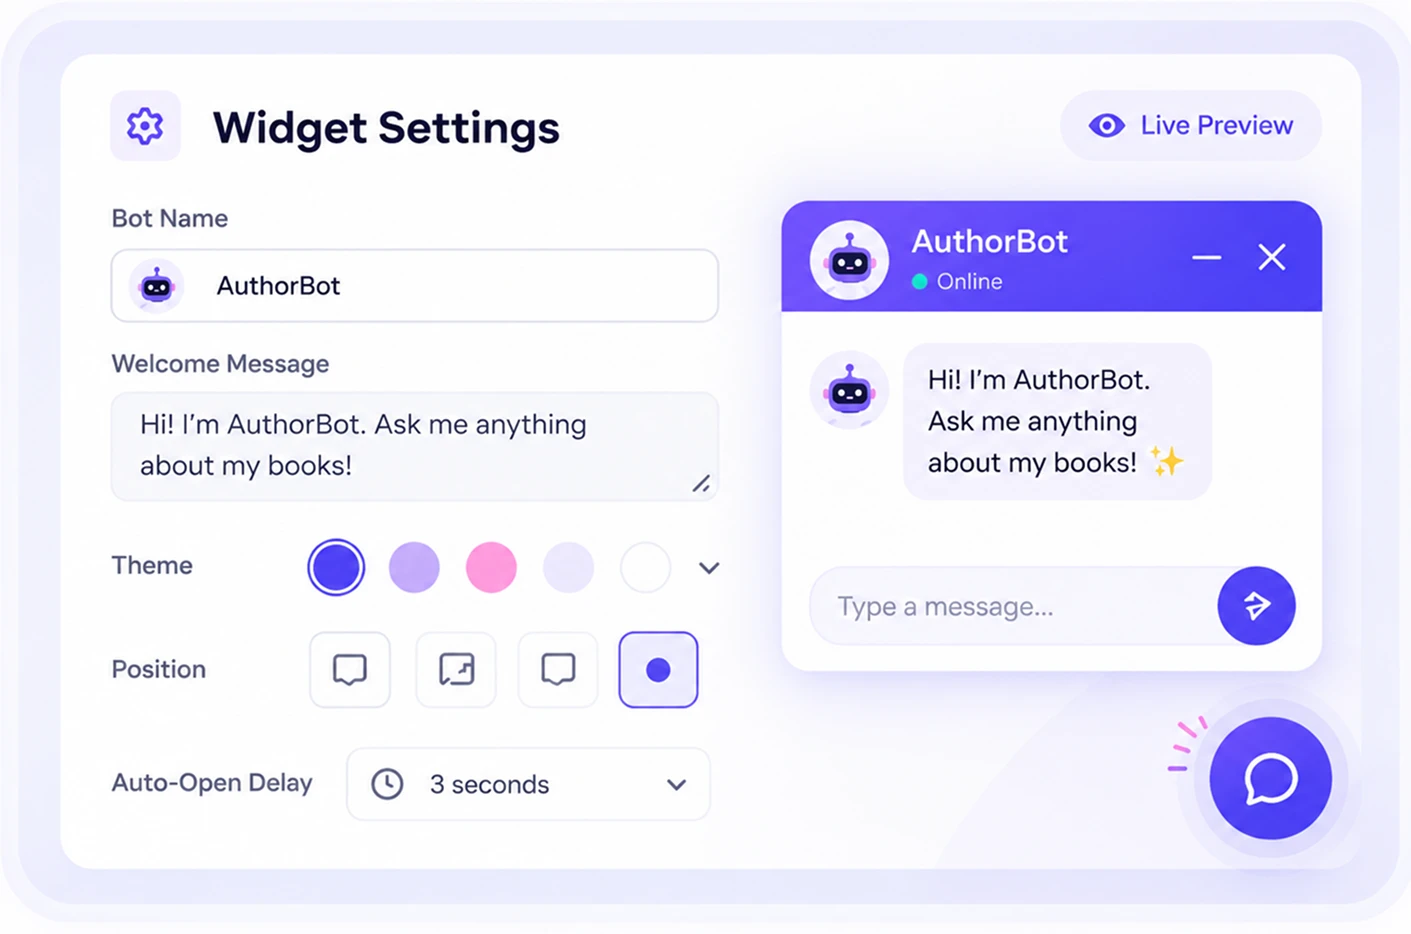 Widget Settings
Live Preview
Bot Name
AuthorBot
Welcome Message
Hi! I’m AuthorBot. Ask me anything
about my books!
Theme
Position
Auto-Open Delay
3 seconds
AuthorBot
Online
Hi! I’m AuthorBot.
Ask me anything
about my books! ✨
Type a message...